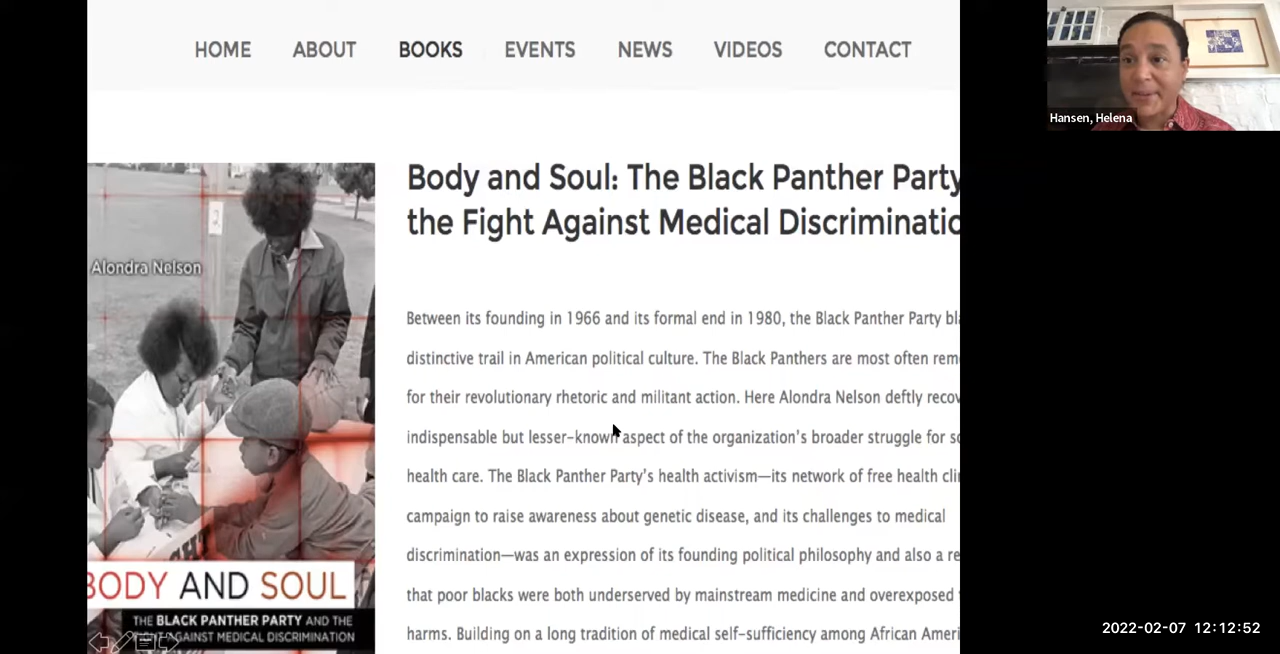 HOME ABOUT BOOKS EVENTS NEWS VIDEOS CONTACT
Hansen, Helena
Body and Soul: The Black Panther Party
the Fight Against Medical Discriminatio
Alondra Nelson
Between its founding in 1966 and its formal end in 1980, the Black Panther Party bl
distinctive trail in American political culture. The Black Panthers are most often rem
for their revolutionary rhetoric and militant action. Here Alondra Nelson deftly recov
indispensable but lesser-known aspect of the organization's broader struggle for so
health care. The Black Panther Party's health activism—its network of free health cli
campaign to raise awareness about genetic disease, and its challenges to medical
discrimination—was an expression of its founding political philosophy and also a re
that poor blacks were both underserved by mainstream medicine and overexposed
harms. Building on a long tradition of medical self-sufficiency among African Ameri
BODY AND SOUL
THE BLACK PANTHER PARTY AND THE
FIGHT AGAINST MEDICAL DISCRIMINATION
2022-02-07 12:12:52